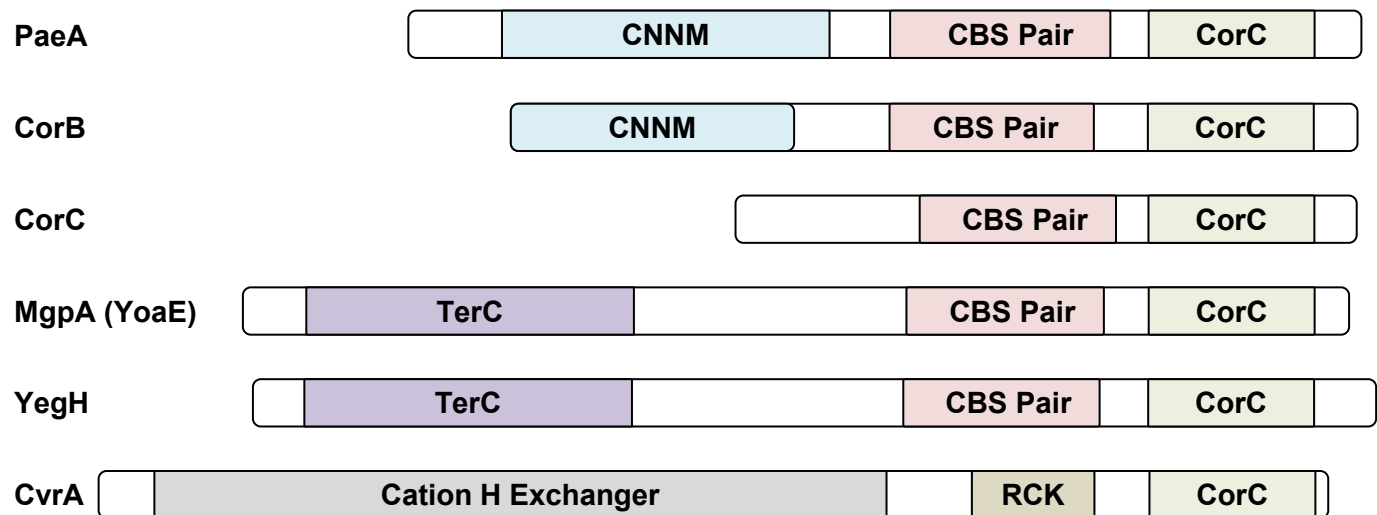 PaeA CNNM CBS Pair CorC
CorB CNNM CBS Pair CorC
CorC CBS Pair CorC
MgpA (YoaE) TerC CBS Pair CorC
YegH TerC CBS Pair CorC
CvrA Cation H Exchanger RCK CorC